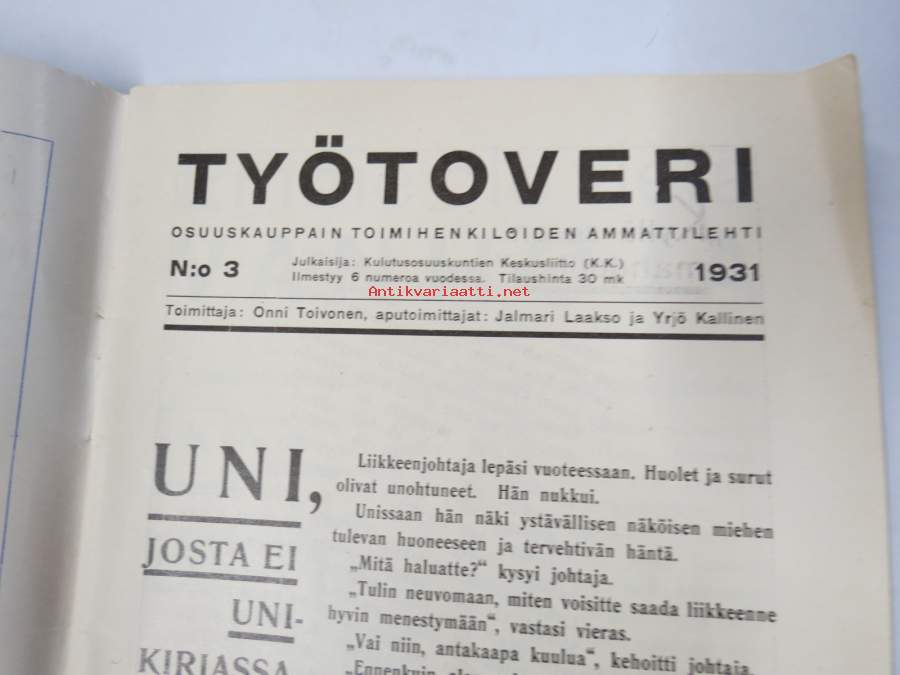 TYÖTOVERI
OSUUSKAUPPAIN TOIMIHENKILÖIDEN AMMATTILEHTI
N:o 3
Julkaisija: Kulutusosuuskuntien Keskusliitto (K.K.)
Ilmestyy 6 numeroa vuodessa. Tilaushinta 30 mk
1931
Antikvariaatti.net
Toimittaja: Onni Toivonen, aputoimittajat: Jalmari Laakso ja Yrjö Kallinen
UNI,
JOSTA EI
UNI-
KIRJASSA
Liikkeenjohtaja lepäsi vuoteessaan. Huolet ja surut
olivat unohtuneet. Hän nukkui.
Unissaan hän näki ystävällisen näköisen miehen
tulevan huoneeseen ja tervehtivän häntä.
„Mitä haluatte?“ kysyi johtaja.
„Tulin neuvomaan, miten voisitte saada liikkeenne
hyvin menestymään“, vastasi vieras.
„Vai niin, antakaapa kuulua“, kehoitti johtaja.
„Ennenkuin